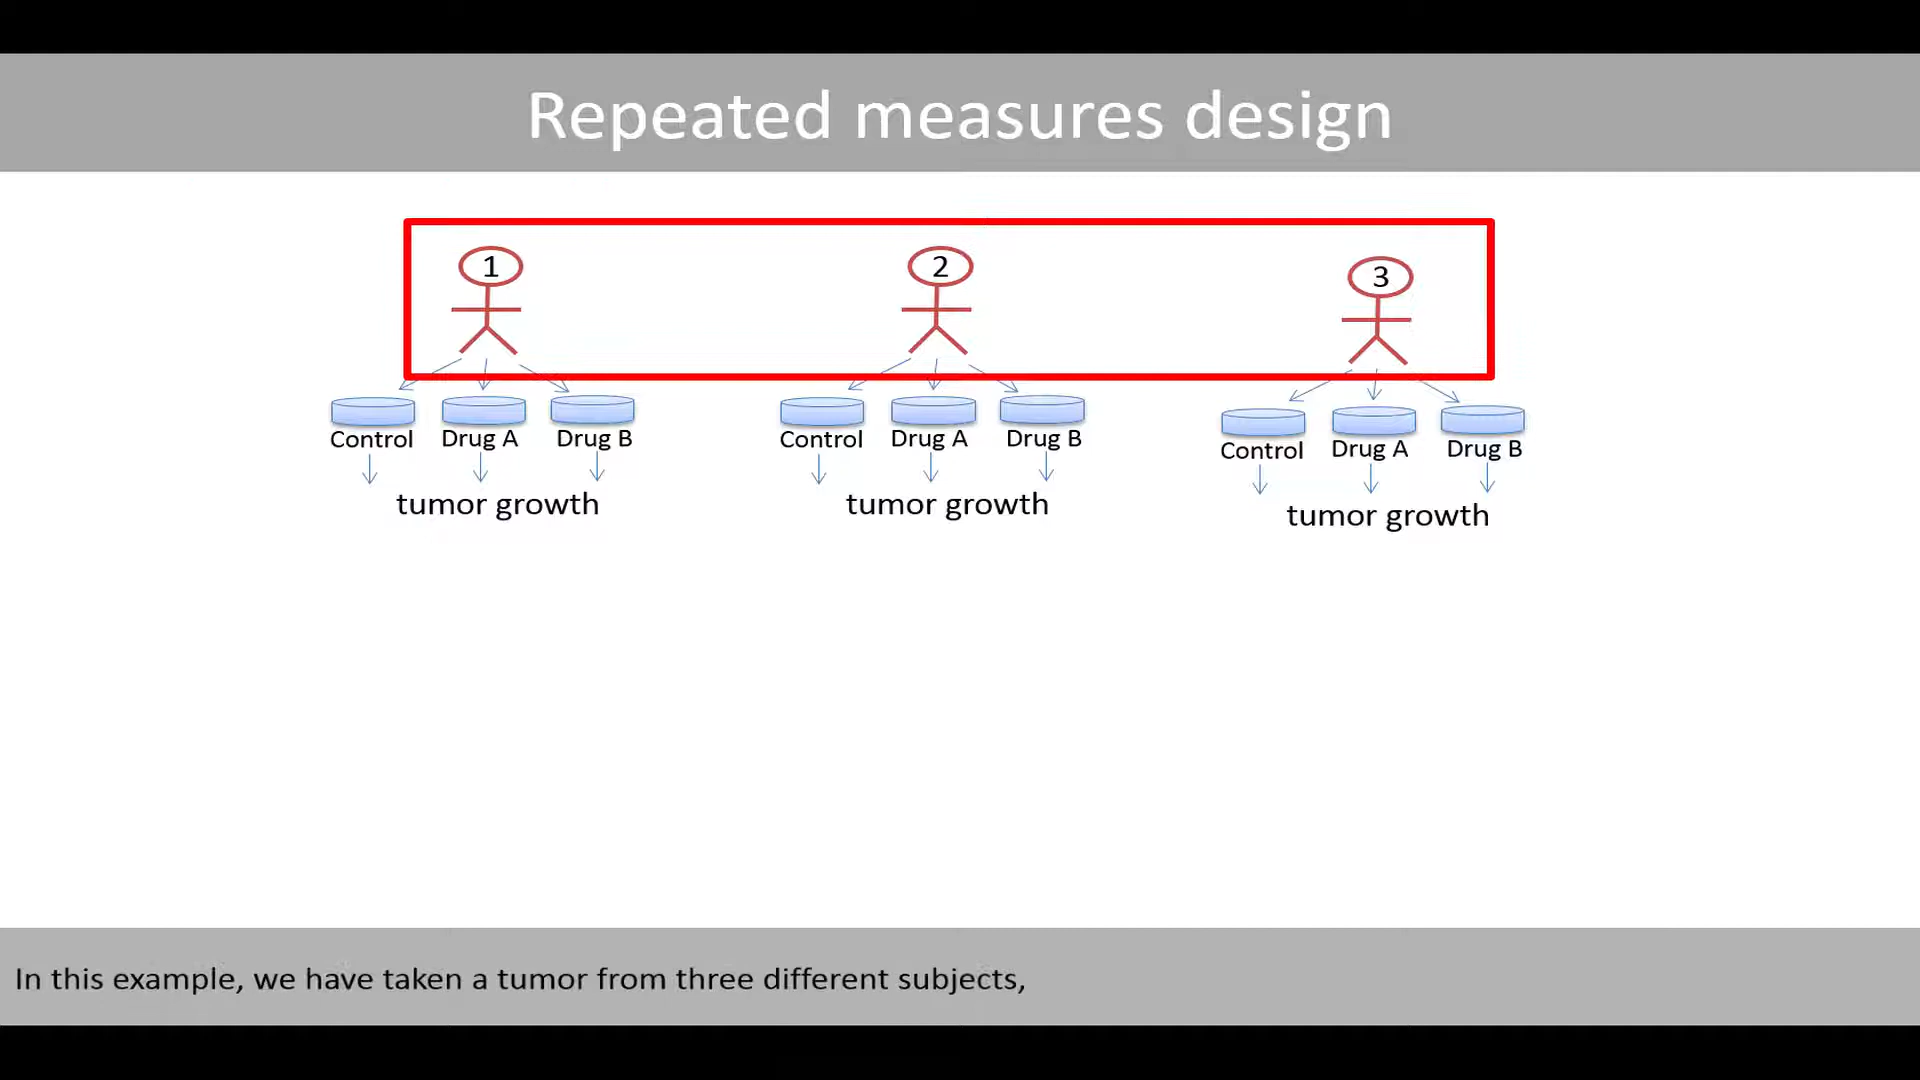 Repeated measures design
1 2 3
Control Drug A Drug B Control Drug A Drug B Control Drug A Drug B
tumor growth tumor growth tumor growth
In this example, we have taken a tumor from three different subjects,